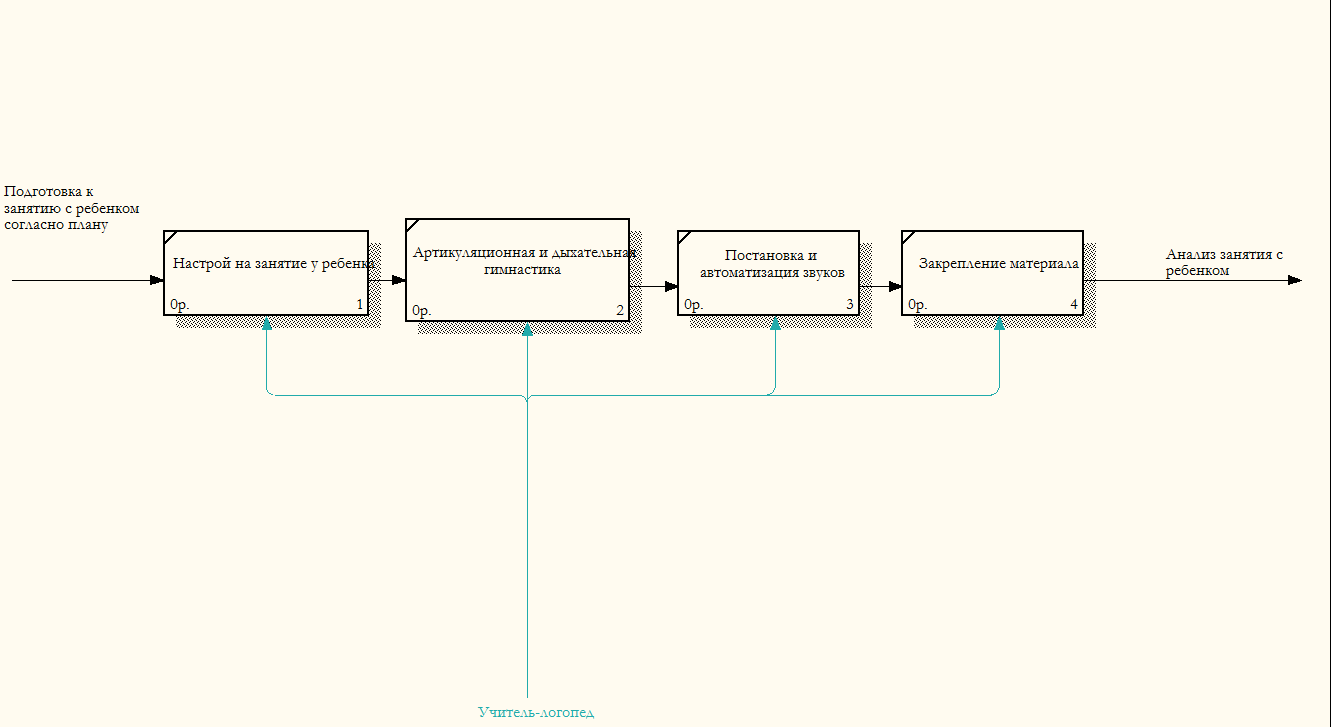 Подготовка к
занятию с ребенком
согласно плану
Настрой на занятие у ребенка
0р.
1
Артикуляционная и дыхательная
гимнастика
0р.
2
Постановка и
автоматизация звуков
0р.
3
Закрепление материала
0р.
4
Анализ занятия с
ребенком
Учитель-логопед